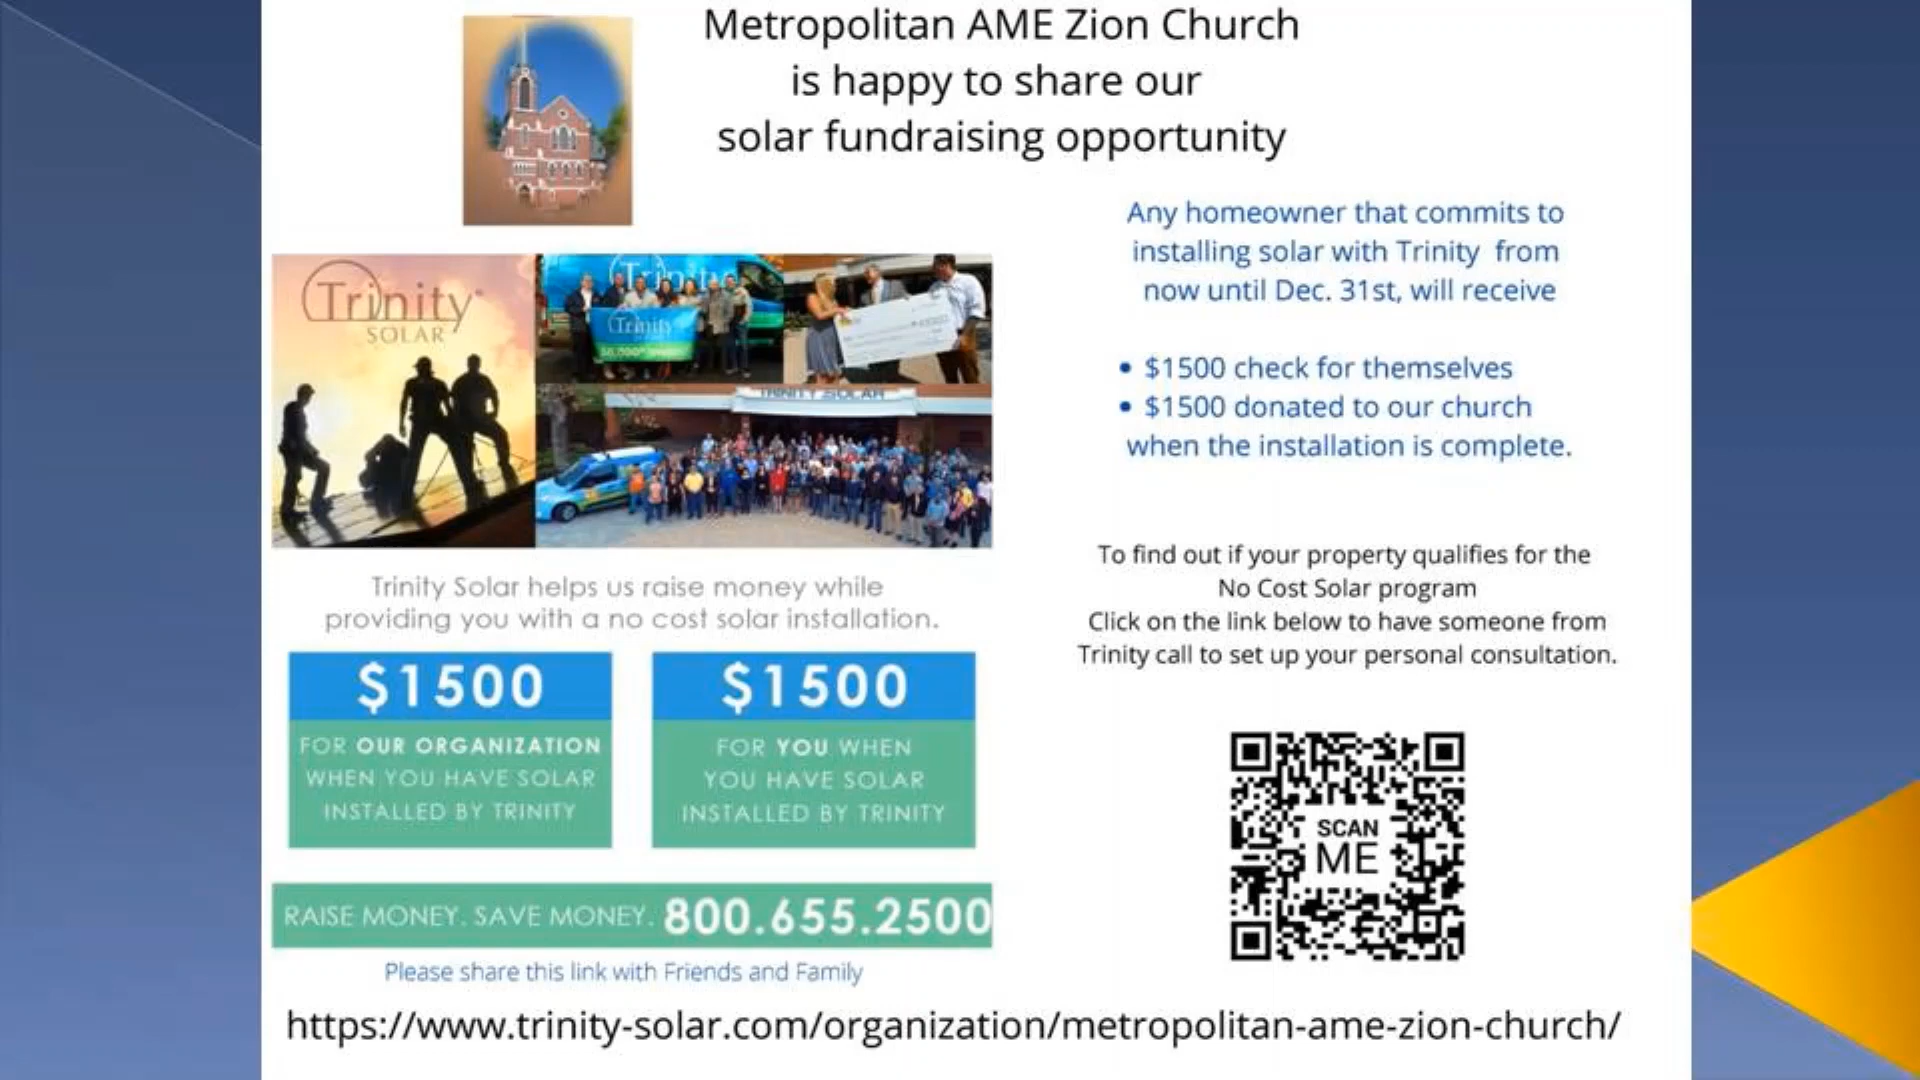 Metropolitan AME Zion Church
is happy to share our
solar fundraising opportunity
Any homeowner that commits to
installing solar with Trinity from
now until Dec. 31st, will receive
• $1500 check for themselves
• $1500 donated to our church
when the installation is complete.
Trinity
SOLAR
Trinity
Trinity
TRINITY SOLAR
Trinity Solar helps us raise money while
providing you with a no cost solar installation.
$1500
FOR OUR ORGANIZATION
WHEN YOU HAVE SOLAR
INSTALLED BY TRINITY
$1500
FOR YOU WHEN
YOU HAVE SOLAR
INSTALLED BY TRINITY
RAISE MONEY. SAVE MONEY. 800.655.2500
Please share this link with Friends and Family
To find out if your property qualifies for the
No Cost Solar program
Click on the link below to have someone from
Trinity call to set up your personal consultation.
SCAN
ME
https://www.trinity-solar.com/organization/metropolitan-ame-zion-church/